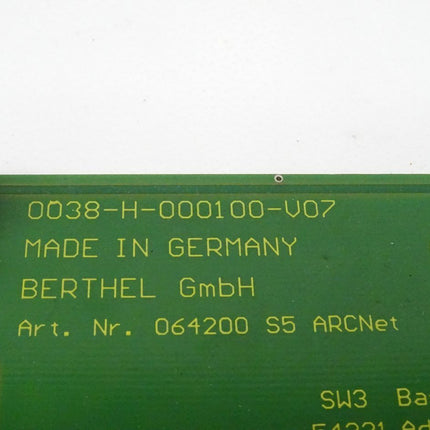 0038-H-000100-V07
MADE IN GERMANY
BERTHEL GmbH
Art. Nr. 064200 S5 ARCNet
SW3